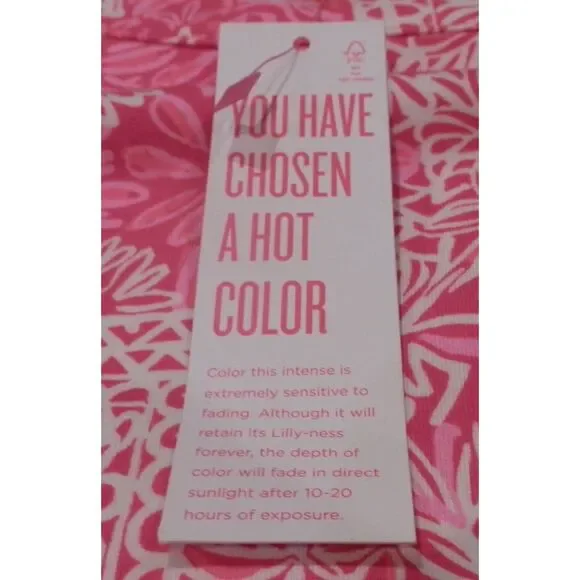 YOU HAVE
CHOSEN
A HOT
COLOR
Color this intense is
extremely sensitive to
fading. Although it will
retain its Lilly-ness
forever, the depth of
color will fade in direct
sunlight after 10-20
hours of exposure.